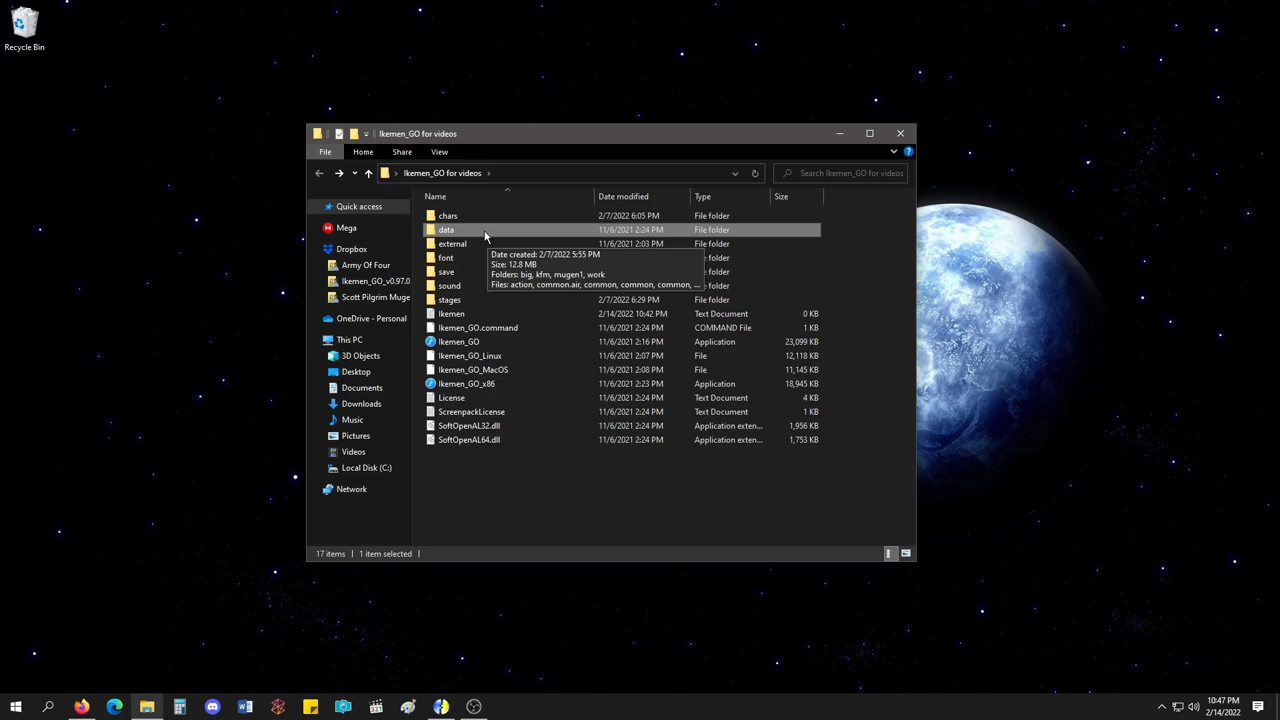 Recycle Bin
Ikemen_GO for videos
File Home Share View
Ikemen_GO for videos
Search Ikemen_GO for videos
Name Date modified Type Size
Quick access
Mega
Dropbox
Army Of Four
Ikemen_GO_v0.97.0
Scott Pilgrim Muge
OneDrive - Personal
This PC
3D Objects
Desktop
Documents
Downloads
Music
Pictures
Videos
Local Disk (C:)
Network
chars 2/7/2022 6:05 PM File folder
data 11/6/2021 2:24 PM File folder
external 11/6/2021 2:03 PM File folder
font File folder
save File folder
sound e folder
stages 2/7/2022 6:29 PM File folder
Ikemen 2/14/2022 10:42 PM Text Document 0 KB
Ikemen_GO.command 11/6/2021 2:24 PM COMMAND File 1 KB
Ikemen_GO 11/6/2021 2:16 PM Application 23,099 KB
Ikemen_GO_Linux 11/6/2021 2:07 PM File 12,118 KB
Ikemen_GO_MacOS 11/6/2021 2:08 PM File 11,145 KB
Ikemen_GO_x86 11/6/2021 2:23 PM Application 18,945 KB
License 11/6/2021 2:24 PM Text Document 4 KB
ScreenpackLicense 11/6/2021 2:24 PM Text Document 1 KB
SoftOpenAL32.dll 11/6/2021 2:24 PM Application exten... 1,956 KB
SoftOpenAL64.dll 11/6/2021 2:24 PM Application exten... 1,753 KB
Date created: 2/7/2022 5:55 PM
Size: 12.8 MB
Folders: big, kfm, mugen1, work
Files: action, common.air, common, common, common, ...
17 items 1 item selected
10:47 PM
2/14/2022